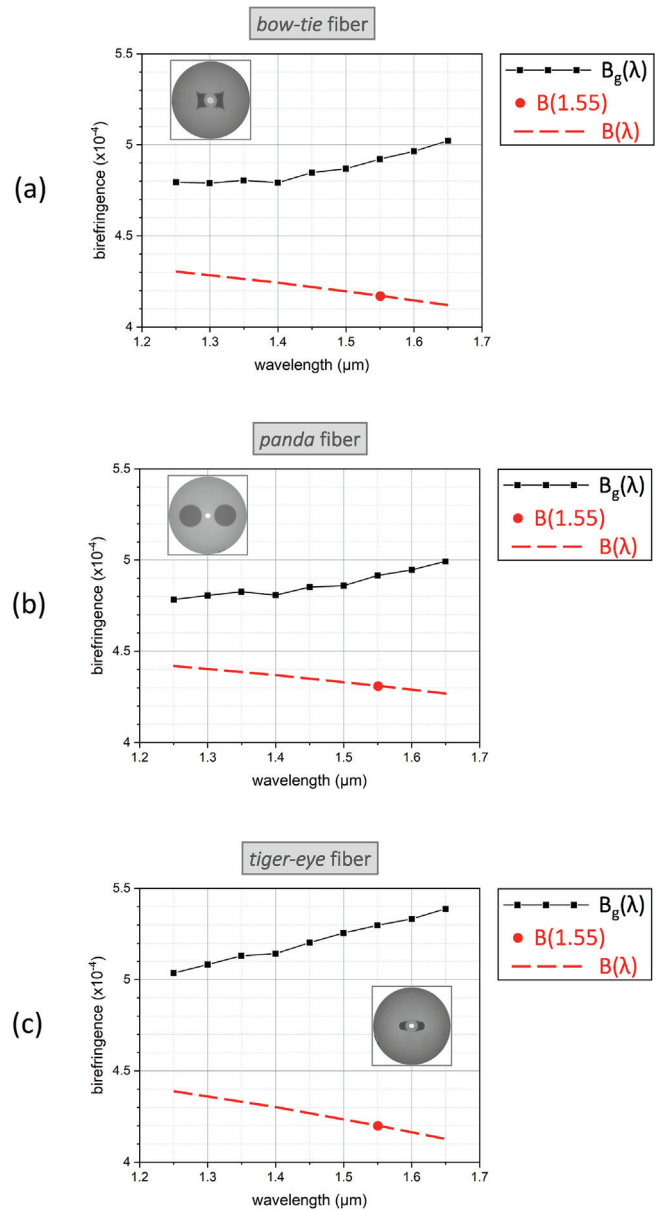 bow-tie fiber
(a)
birefringence (x10⁻⁴)
5.5
5
4.5
4
1.2 1.3 1.4 1.5 1.6 1.7
wavelength (µm)
B_g(λ)
B(1.55)
B(λ)
panda fiber
(b)
birefringence (x10⁻⁴)
5.5
5
4.5
4
1.2 1.3 1.4 1.5 1.6 1.7
wavelength (µm)
B_g(λ)
B(1.55)
B(λ)
tiger-eye fiber
(c)
birefringence (x10⁻⁴)
5.5
5
4.5
4
1.2 1.3 1.4 1.5 1.6 1.7
wavelength (µm)
B_g(λ)
B(1.55)
B(λ)